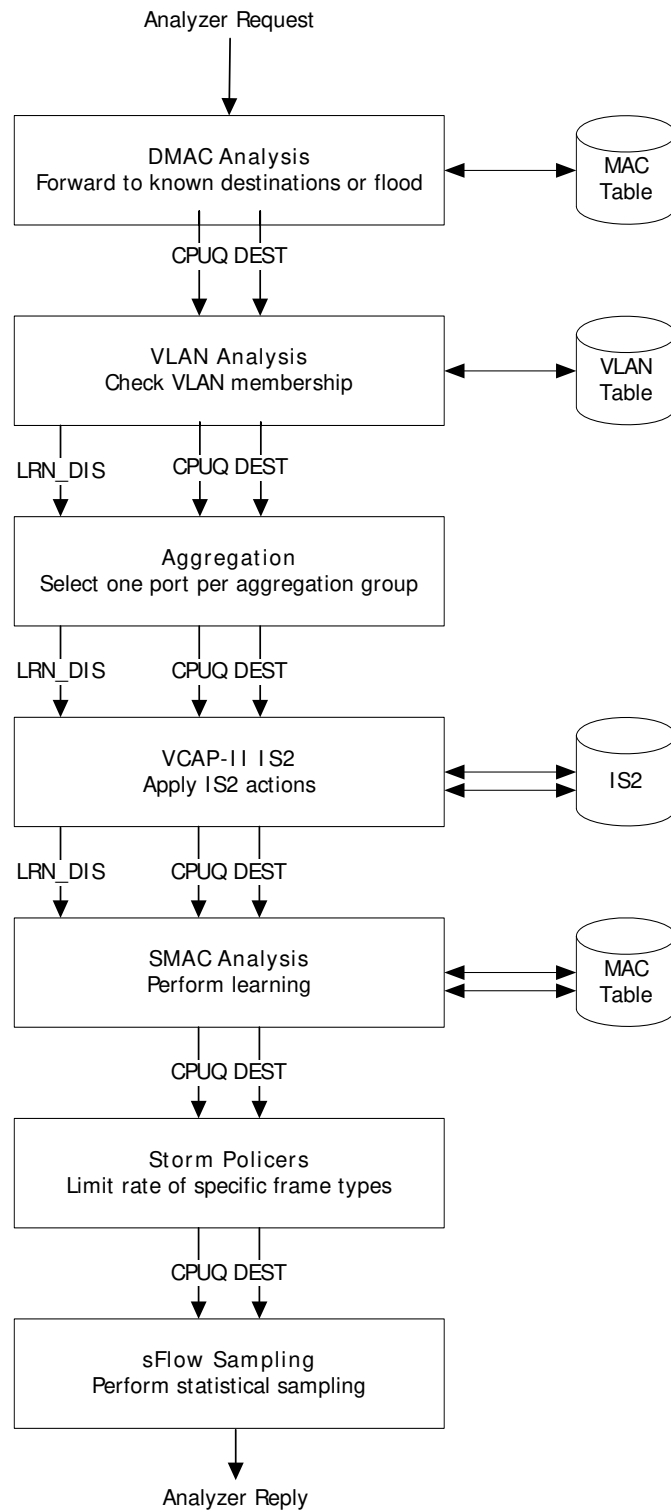 Analyzer Request
DMAC Analysis
Forward to known destinations or flood
MAC
Table
CPUQ DEST
VLAN Analysis
Check VLAN membership
VLAN
Table
LRN_DIS
CPUQ DEST
Aggregation
Select one port per aggregation group
LRN_DIS
CPUQ DEST
VCAP-II IS2
Apply IS2 actions
IS2
LRN_DIS
CPUQ DEST
SMAC Analysis
Perform learning
MAC
Table
CPUQ DEST
Storm Policers
Limit rate of specific frame types
CPUQ DEST
sFlow Sampling
Perform statistical sampling
Analyzer Reply